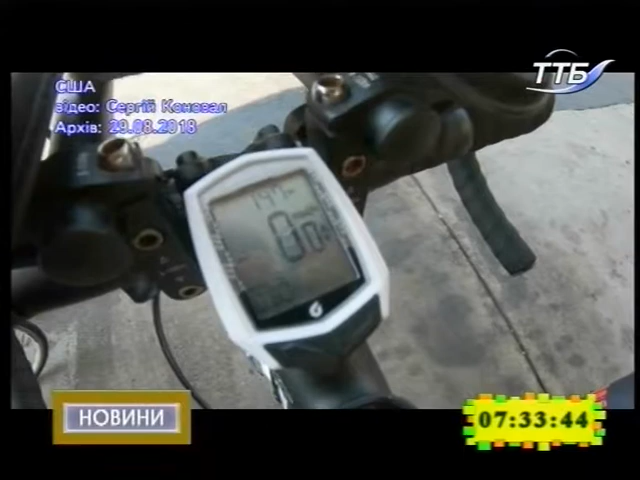 США
відео: Сергій Коновал
Архів: 29.08.2018
ТТБ
НОВИНИ
07:33:44